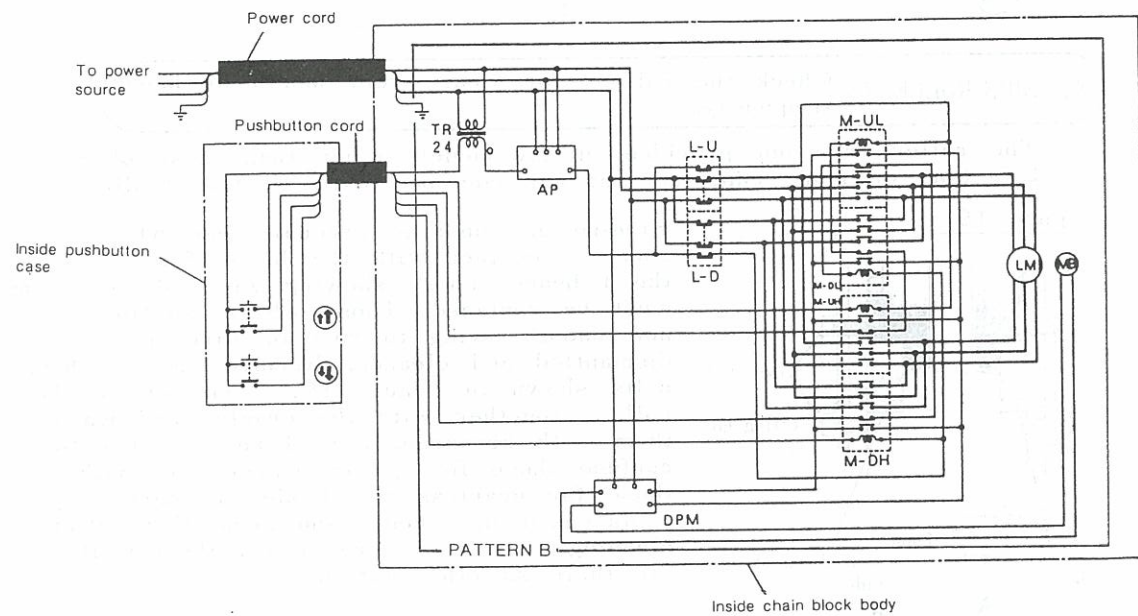 Power cord
To power
source
Pushbutton cord
TR
24
AP
L-U
L-D
M-UL
M-DL
M-UH
M-DH
LM
MB
Inside pushbutton
case
DPM
PATTERN B
Inside chain block body